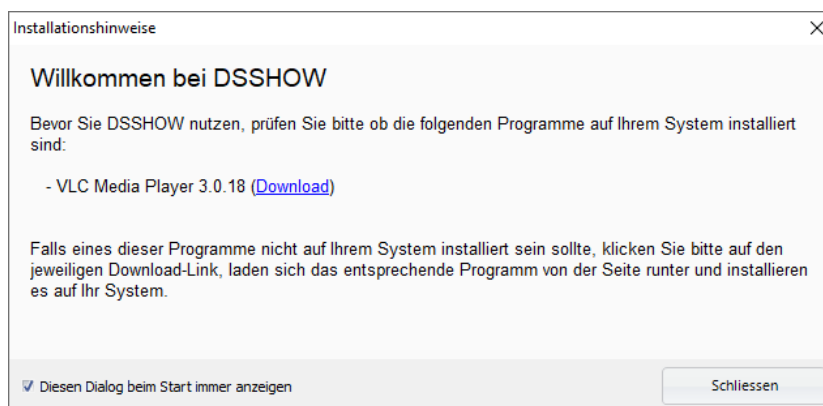 Installationshinweise
Willkommen bei DSSHOW
Bevor Sie DSSHOW nutzen, prüfen Sie bitte ob die folgenden Programme auf Ihrem System installiert
sind:
- VLC Media Player 3.0.18 (Download)
Falls eines dieser Programme nicht auf Ihrem System installiert sein sollte, klicken Sie bitte auf den
jeweiligen Download-Link, laden sich das entsprechende Programm von der Seite runter und installieren
es auf Ihr System.
Diesen Dialog beim Start immer anzeigen
Schliessen